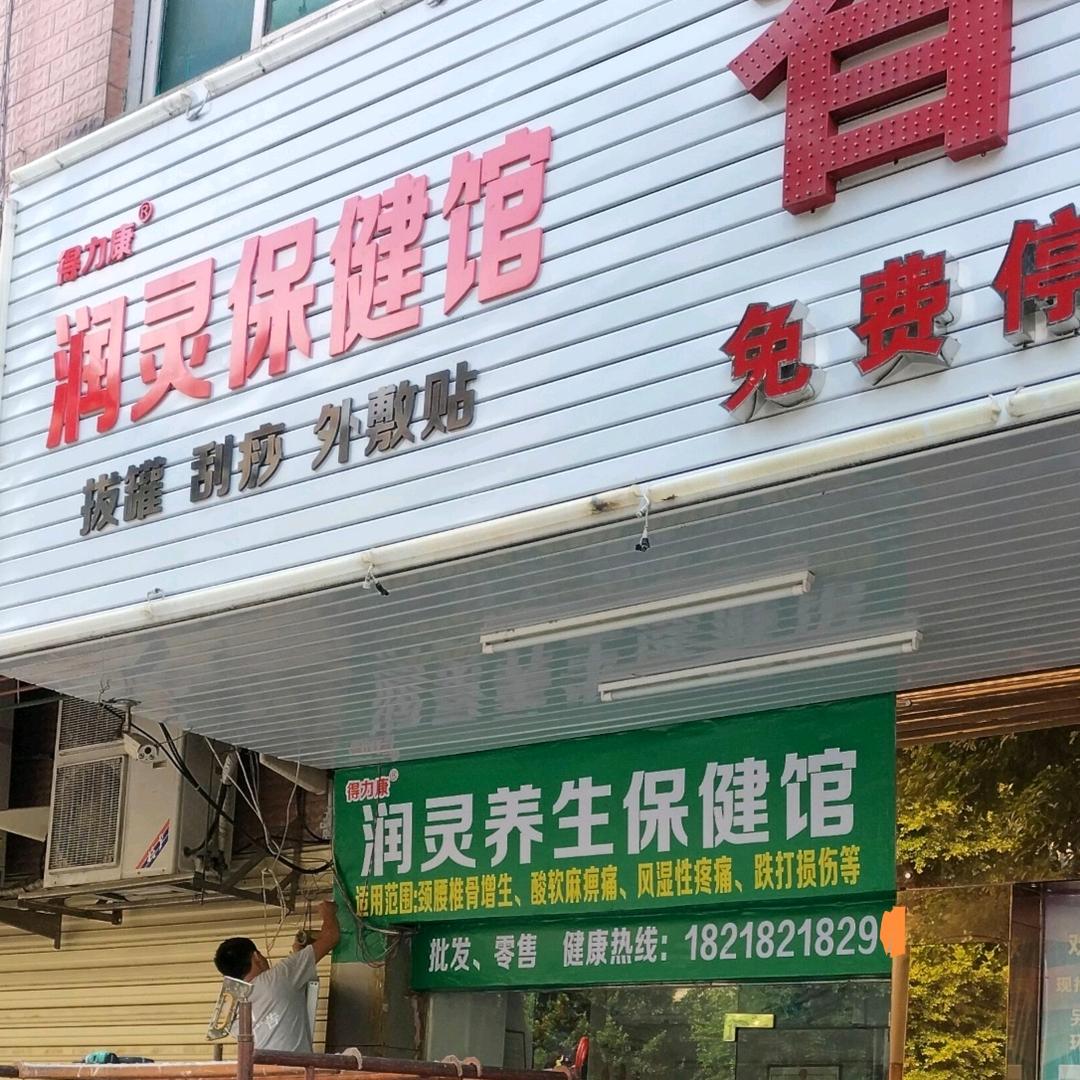 得力康®
润灵保健馆
拔罐 刮痧 外敷贴
免费停
得力康®
润灵养生保健馆
适用范围:颈腰椎骨增生、酸软麻痹痛、风湿性疼痛、跌打损伤等
批发、零售 健康热线：1821821829